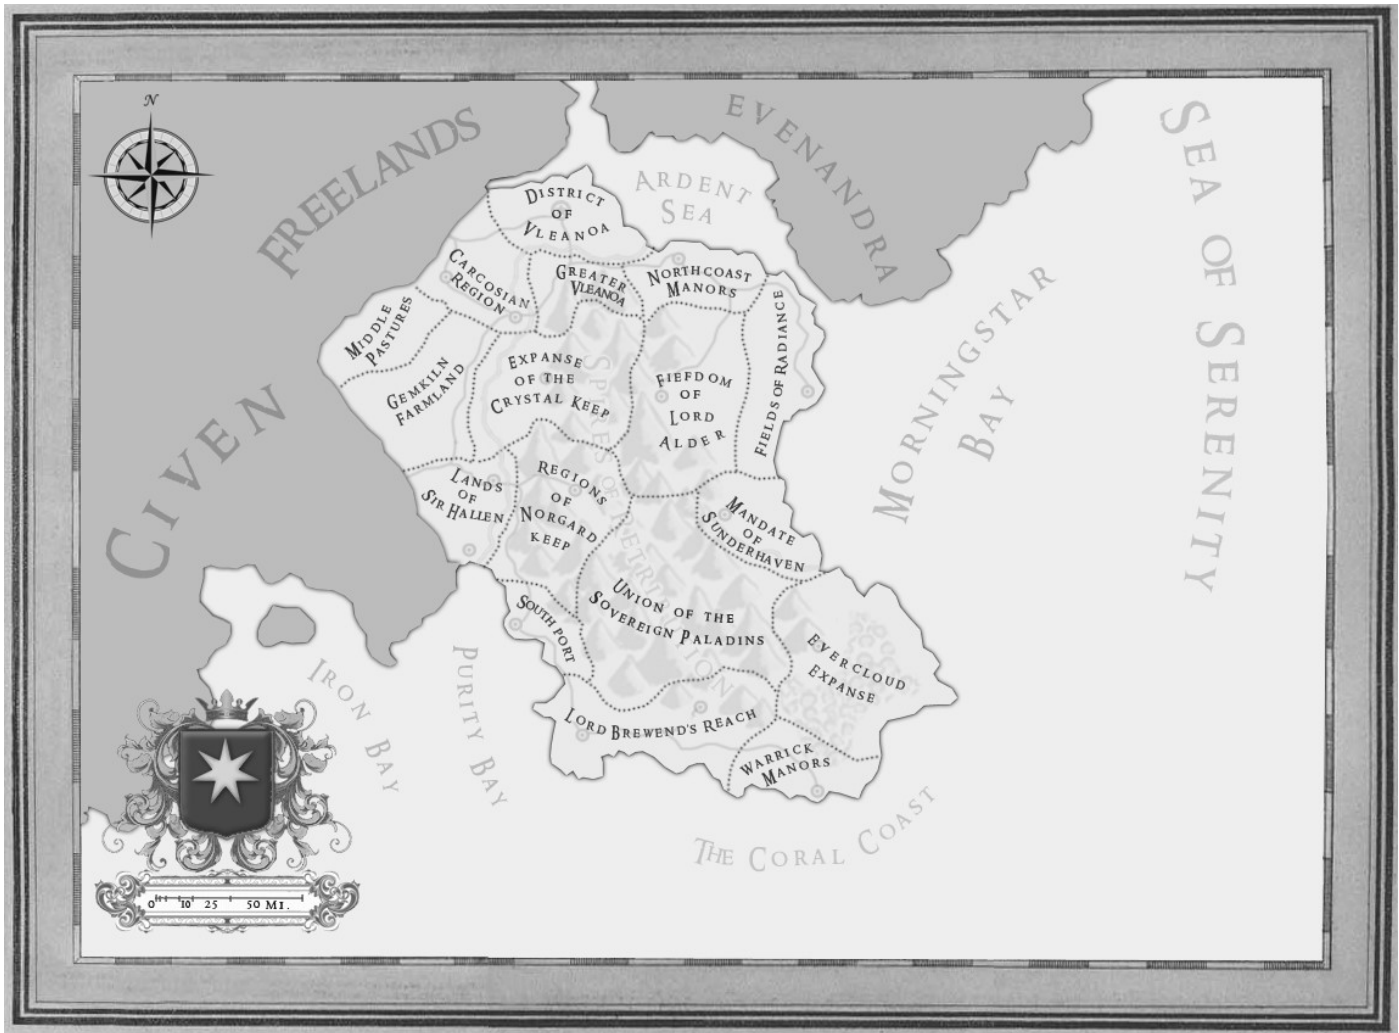 N
FREELANDS
EVENANDRA
SEA OF SERENITY
ARDENT
SEA
DISTRICT
OF
VLEANOA
CARCOSIAN
REGION
GREATER
VLEANOA
NORTHCOAST
MANORS
MIDDLE
PASTURES
GEMKILN
FARMLAND
EXPANSE
OF THE
CRYSTAL KEEP
SPIRES OF RETRIBUTION
FIEFDOM
OF
LORD
ALDER
FIELDS OF RADIANCE
MORNINGSTAR
BAY
CIVEN
LANDS
OF
SIR HALLEN
REGIONS
OF
NORGARD
KEEP
MANDATE
OF
SUNDERHAVEN
UNION OF THE
SOVEREIGN PALADINS
SOUTH PORT
EVERCLOUD
EXPANSE
IRON BAY
PURITY BAY
LORD BREWEND'S REACH
WARRICK
MANORS
THE CORAL COAST
0 10 25 50 MI.